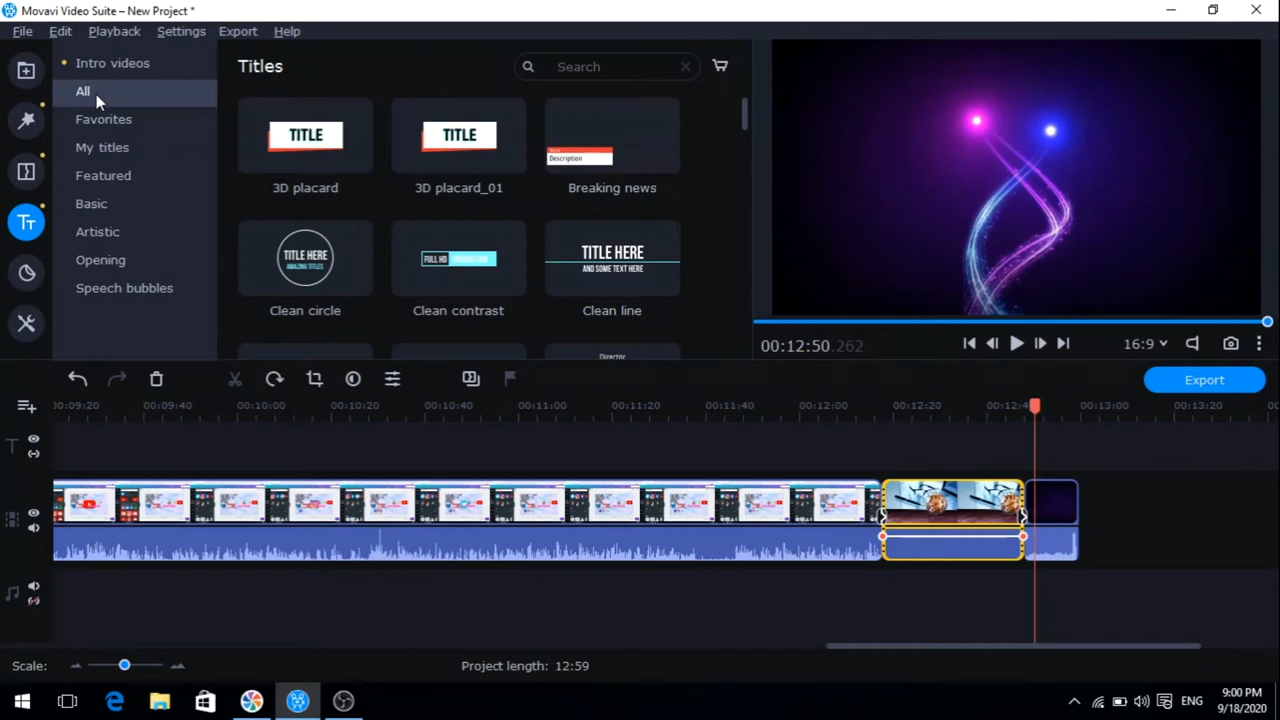 Movavi Video Suite – New Project *
File Edit Playback Settings Export Help
Intro videos
All
Favorites
My titles
Featured
Basic
Artistic
Opening
Speech bubbles
Titles
Search
TITLE
3D placard
TITLE
3D placard_01
Description
Breaking news
TITLE HERE
AMAZING TITLES
Clean circle
FULL HD
Clean contrast
TITLE HERE
AND SOME TEXT HERE
Clean line
Director
00:12:50.262
16:9
Export
00:09:20 00:09:40 00:10:00 00:10:20 00:10:40 00:11:00 00:11:20 00:11:40 00:12:00 00:12:20 00:12:4 00:13:00 00:13:20 00
Scale:
Project length: 12:59
ENG
9:00 PM
9/18/2020